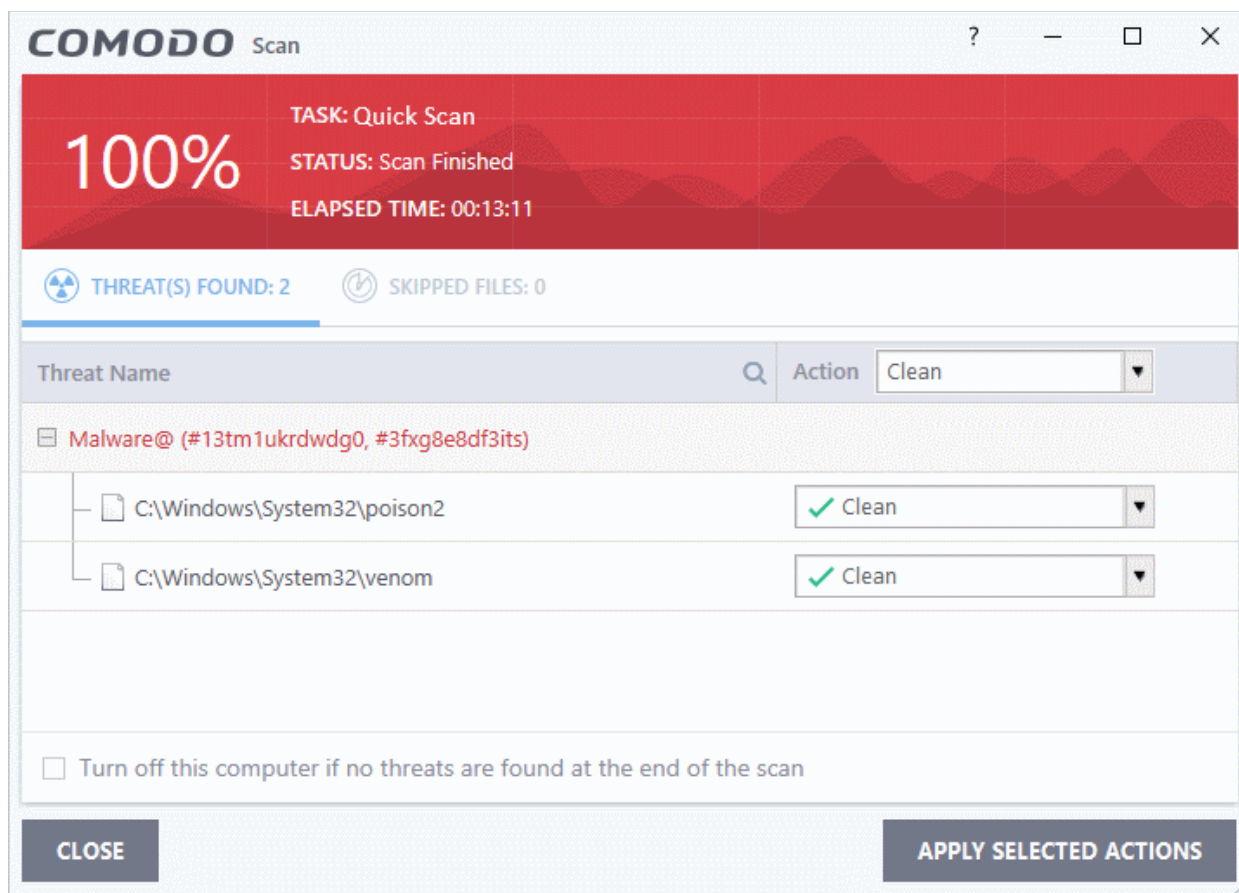 COMODO Scan
?
100%
TASK: Quick Scan
STATUS: Scan Finished
ELAPSED TIME: 00:13:11
THREAT(S) FOUND: 2 SKIPPED FILES: 0
Threat Name Action Clean
Malware@ (#13tm1ukrdwdg0, #3fxg8e8df3its)
C:\Windows\System32\poison2 Clean
C:\Windows\System32\venom Clean
Turn off this computer if no threats are found at the end of the scan
CLOSE APPLY SELECTED ACTIONS